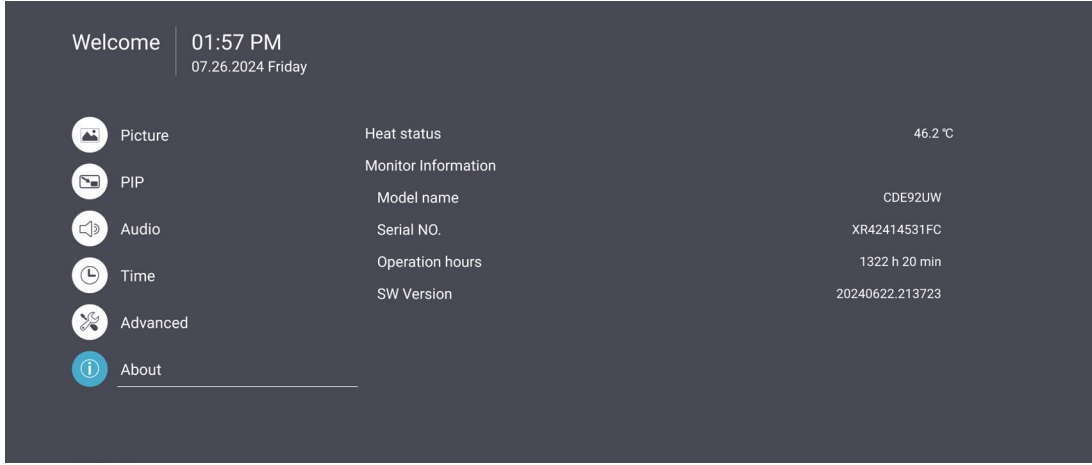 Welcome
01:57 PM
07.26.2024 Friday
Picture
PIP
Audio
Time
Advanced
About
Heat status 46.2 ℃
Monitor Information
Model name CDE92UW
Serial NO. XR42414531FC
Operation hours 1322 h 20 min
SW Version 20240622.213723